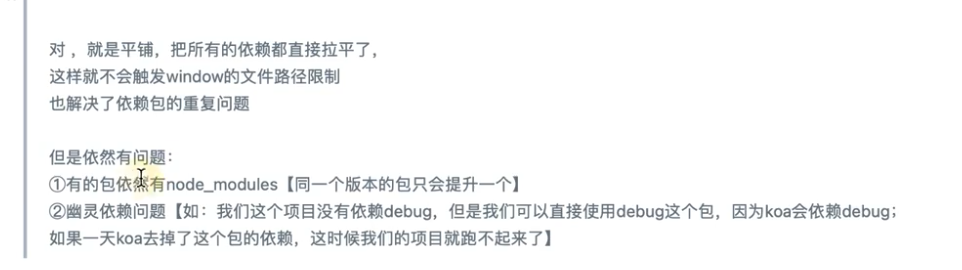 对 ，就是平铺，把所有的依赖都直接拉平了，
这样就不会触发window的文件路径限制
也解决了依赖包的重复问题
但是依然有问题：
①有的包依然有node_modules【同一个版本的包只会提升一个】
②幽灵依赖问题【如：我们这个项目没有依赖debug，但是我们可以直接使用debug这个包，因为koa会依赖debug；
如果一天koa去掉了这个包的依赖，这时候我们的项目就跑不起来了】